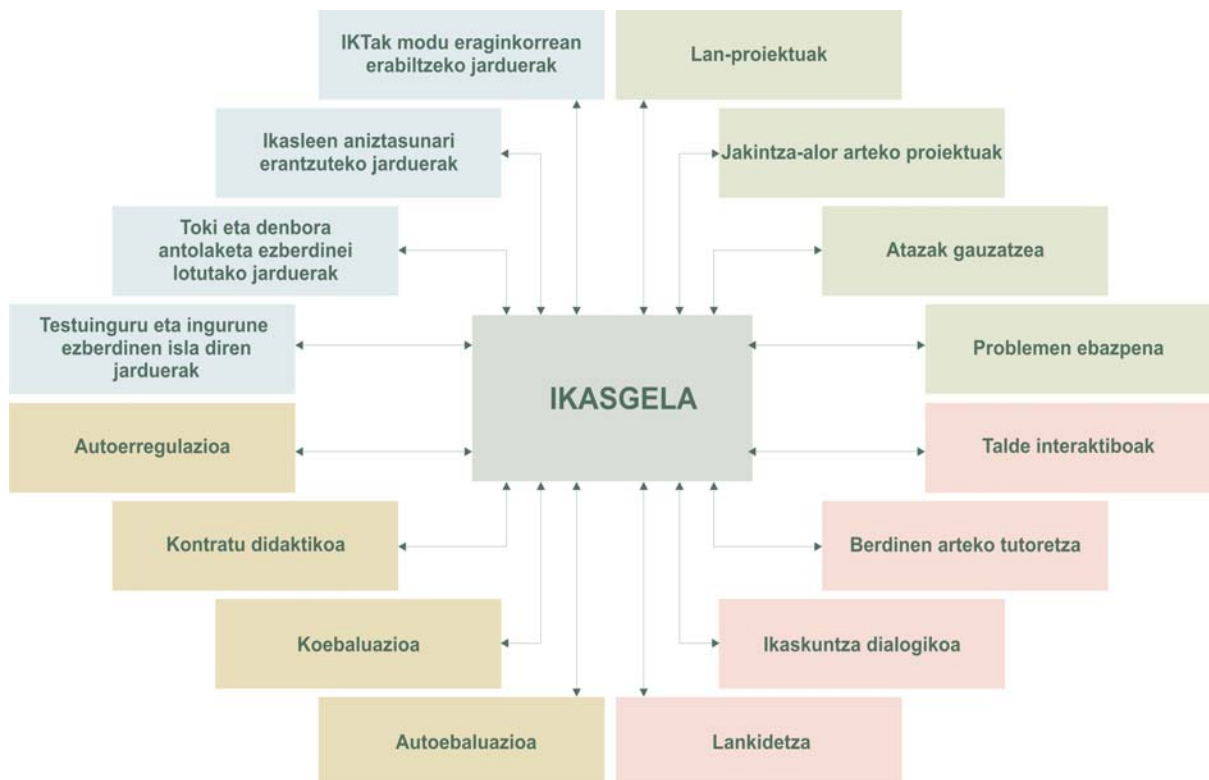 IKTak modu eraginkorrean
erabiltzeko jarduerak
Lan-proiektuak
Ikasleen aniztasunari
erantzuteko jarduerak
Jakintza-alor arteko proiektuak
Toki eta denbora
antolaketa ezberdinei
lotutako jarduerak
Atazak gauzatzea
Testuinguru eta ingurune
ezberdinen isla diren
jarduerak
Problemen ebazpena
IKASGELA
Autoerregulazioa
Talde interaktiboak
Kontratu didaktikoa
Berdinen arteko tutoretza
Koebaluazioa
Ikaskuntza dialogikoa
Autoebaluazioa
Lankidetza